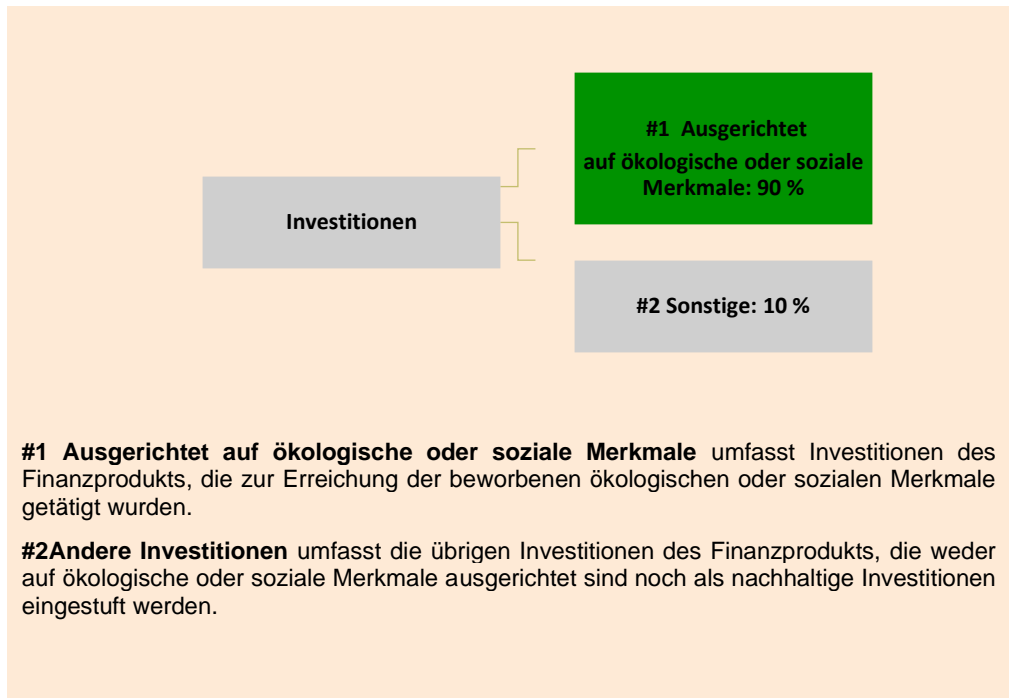 #1 Ausgerichtet
auf ökologische oder soziale
Merkmale: 90 %
Investitionen
#2 Sonstige: 10 %
#1 Ausgerichtet auf ökologische oder soziale Merkmale umfasst Investitionen des
Finanzprodukts, die zur Erreichung der beworbenen ökologischen oder sozialen Merkmale
getätigt wurden.
#2Andere Investitionen umfasst die übrigen Investitionen des Finanzprodukts, die weder
auf ökologische oder soziale Merkmale ausgerichtet sind noch als nachhaltige Investitionen
eingestuft werden.